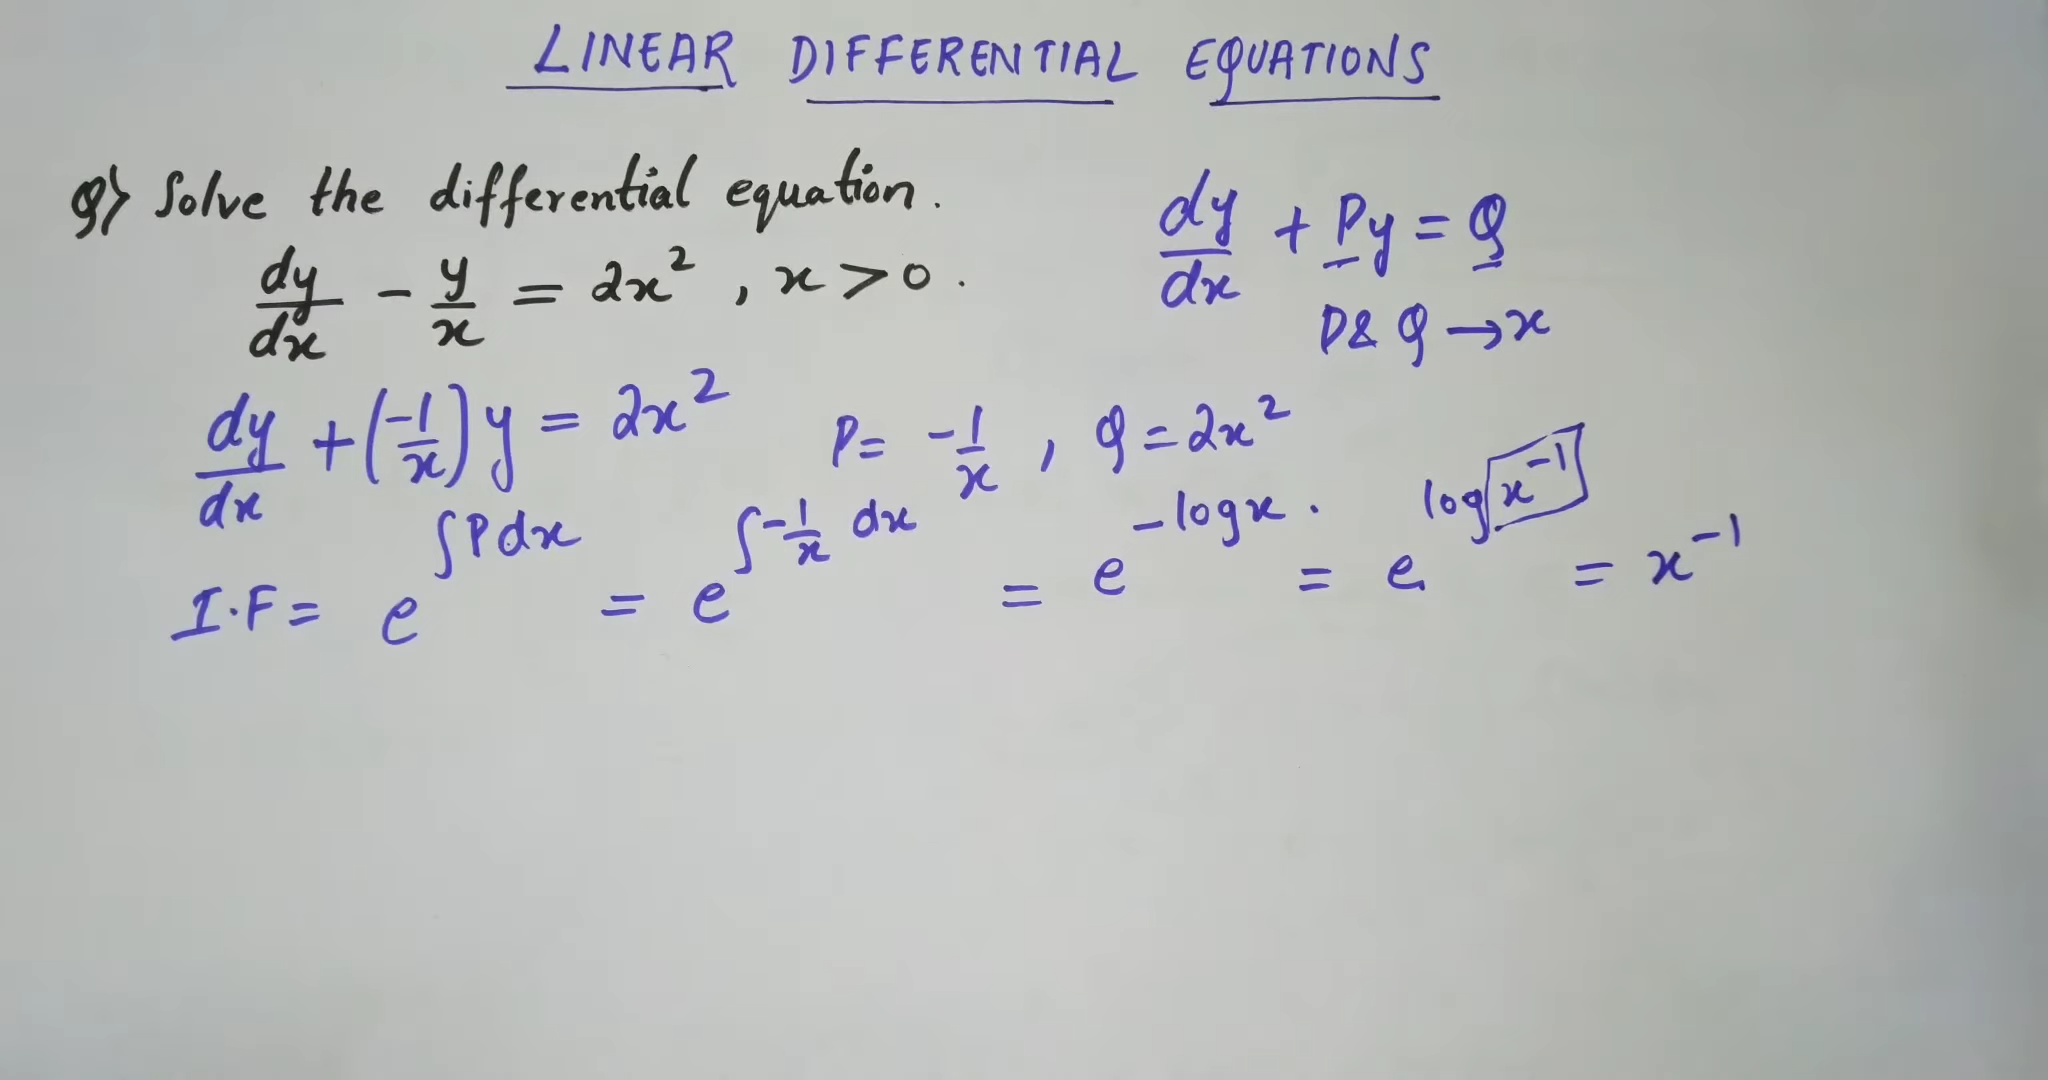 LINEAR DIFFERENTIAL EQUATIONS
Q) Solve the differential equation.
dy/dx - y/x = 2x², x > 0.
dy/dx + Py = Q
P & Q → x
dy/dx + (-1/x) y = 2x²
P = -1/x, Q = 2x²
I.F = e^∫Pdx = e^∫-1/x dx = e^-logx. = e^log x^-1 = x^-1